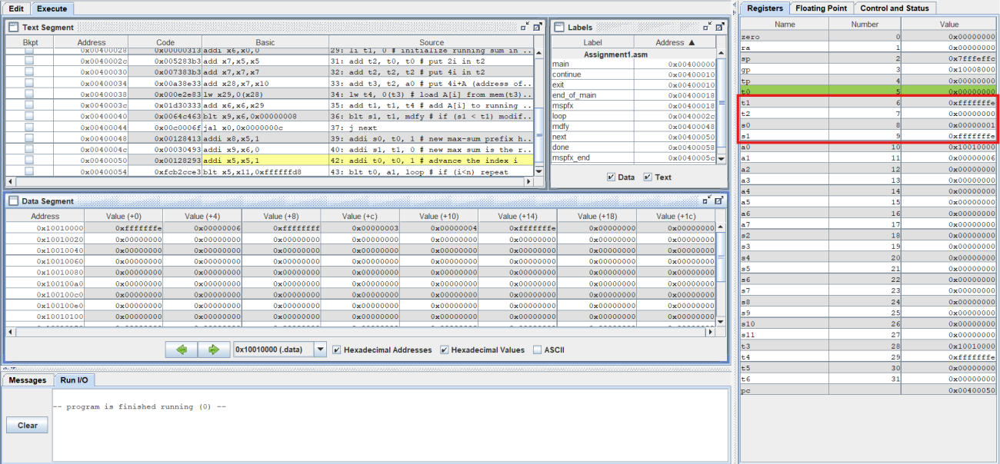 Edit Execute
Text Segment
Bkpt Address Code Basic Source
0x00400028 0x00000313 addi x6,x0,0 29: li t1, 0 # initialize running sum in ..
0x0040002c 0x005283b3 add x7,x5,x5 31: add t2, t0, t0 # put 2i in t2
0x00400030 0x007383b3 add x7,x7,x7 32: add t2, t2, t2 # put 4i in t2
0x00400034 0x00a38e33 add x28,x7,x10 33: add t3, t2, a0 # put 4i+A (address of..
0x00400038 0x000e2e83 lw x29,0(x28) 34: lw t4, 0(t3) # load A[i] from mem(t3)..
0x0040003c 0x01d30333 add x6,x6,x29 35: add t1, t1, t4 # add A[i] to running ..
0x00400040 0x0064c463 blt x9,x6,0x00000008 36: blt s1, t1, mdfy # if (s1 < t1) modif..
0x00400044 0x00c0006f jal x0,0x0000000c 37: j next
0x00400048 0x00128413 addi x8,x5,1 39: addi s0, t0, 1 # new max-sum prefix h..
0x0040004c 0x00030493 addi x9,x6,0 40: addi s1, t1, 0 # new max sum is the r..
0x00400050 0x00128293 addi x5,x5,1 42: addi t0, t0, 1 # advance the index i
0x00400054 0xfcb2cce3 blt x5,x11,0xffffffd8 43: blt t0, a1, loop # if (i<n) repeat
Labels
Label Address ▲
Assignment1.asm
main 0x00400000
continue 0x00400010
exit 0x00400010
end_of_main 0x00400018
mspfx 0x00400018
loop 0x0040002c
mdfy 0x00400048
next 0x00400050
done 0x00400058
mspfx_end 0x0040005c
Data Text
Data Segment
Address Value (+0) Value (+4) Value (+8) Value (+c) Value (+10) Value (+14) Value (+18) Value (+1c)
0x10010000 0xfffffffe 0x00000006 0xffffffff 0x00000003 0x00000004 0xfffffffe 0x00000000 0x00000000
0x10010020 0x00000000 0x00000000 0x00000000 0x00000000 0x00000000 0x00000000 0x00000000 0x00000000
0x10010040 0x00000000 0x00000000 0x00000000 0x00000000 0x00000000 0x00000000 0x00000000 0x00000000
0x10010060 0x00000000 0x00000000 0x00000000 0x00000000 0x00000000 0x00000000 0x00000000 0x00000000
0x10010080 0x00000000 0x00000000 0x00000000 0x00000000 0x00000000 0x00000000 0x00000000 0x00000000
0x100100a0 0x00000000 0x00000000 0x00000000 0x00000000 0x00000000 0x00000000 0x00000000 0x00000000
0x100100c0 0x00000000 0x00000000 0x00000000 0x00000000 0x00000000 0x00000000 0x00000000 0x00000000
0x100100e0 0x00000000 0x00000000 0x00000000 0x00000000 0x00000000 0x00000000 0x00000000 0x00000000
0x10010100 0x00000000 0x00000000 0x00000000 0x00000000 0x00000000 0x00000000 0x00000000 0x00000000
0x10010000 (.data) Hexadecimal Addresses Hexadecimal Values ASCII
Messages Run I/O
-- program is finished running (0) --
Clear
Registers Floating Point Control and Status
Name Number Value
zero 0 0x00000000
ra 1 0x00000000
sp 2 0x7fffeffc
gp 3 0x10008000
tp 4 0x00000000
t0 5 0x00000000
t1 6 0xfffffffe
t2 7 0x00000000
s0 8 0x00000001
s1 9 0xfffffffe
a0 10 0x10010000
a1 11 0x00000006
a2 12 0x00000000
a3 13 0x00000000
a4 14 0x00000000
a5 15 0x00000000
a6 16 0x00000000
a7 17 0x00000000
s2 18 0x00000000
s3 19 0x00000000
s4 20 0x00000000
s5 21 0x00000000
s6 22 0x00000000
s7 23 0x00000000
s8 24 0x00000000
s9 25 0x00000000
s10 26 0x00000000
s11 27 0x00000000
t3 28 0x10010000
t4 29 0xfffffffe
t5 30 0x00000000
t6 31 0x00000000
pc 0x00400050